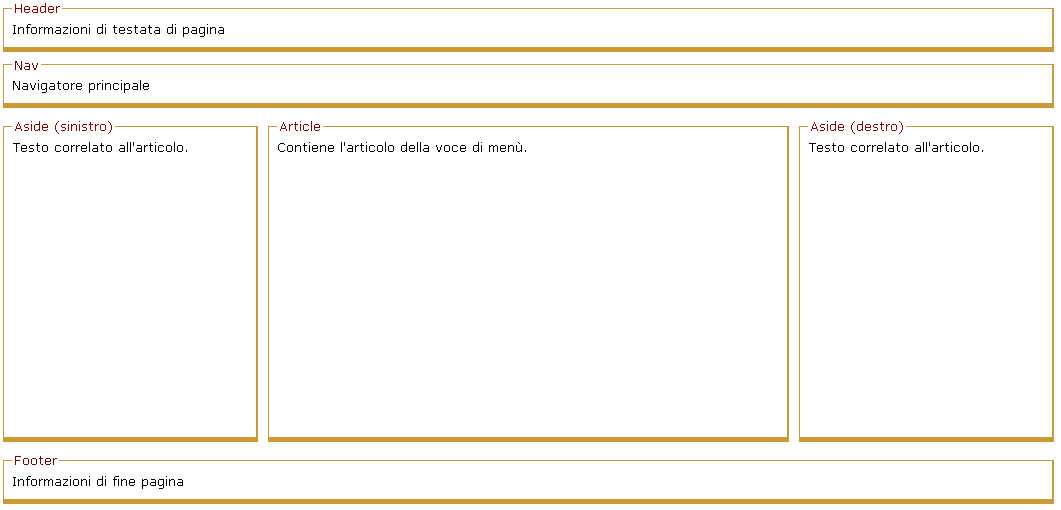 Header
Informazioni di testata di pagina
Nav
Navigatore principale
Aside (sinistro)
Testo correlato all'articolo.
Article
Contiene l'articolo della voce di menù.
Aside (destro)
Testo correlato all'articolo.
Footer
Informazioni di fine pagina